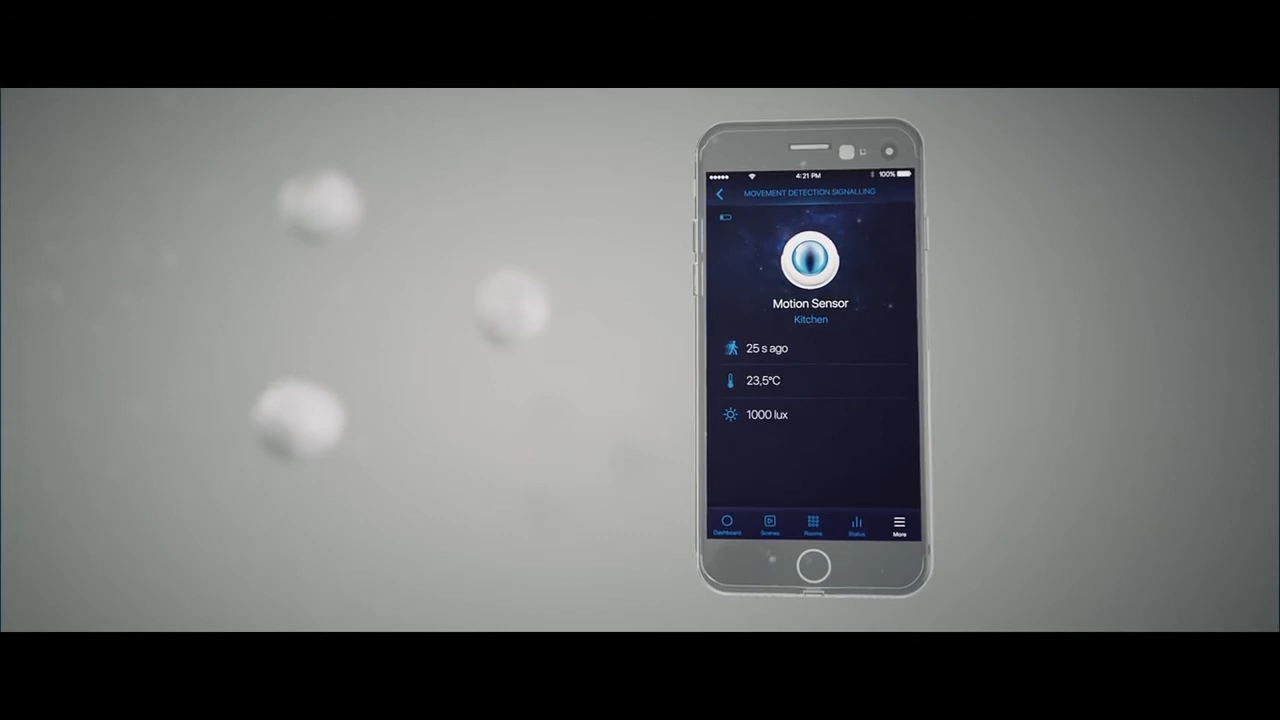 4:21 PM 100%
MOVEMENT DETECTION SIGNALLING
Motion Sensor
Kitchen
25 s ago
23,5°C
1000 lux
Dashboard Scenes Rooms Status More